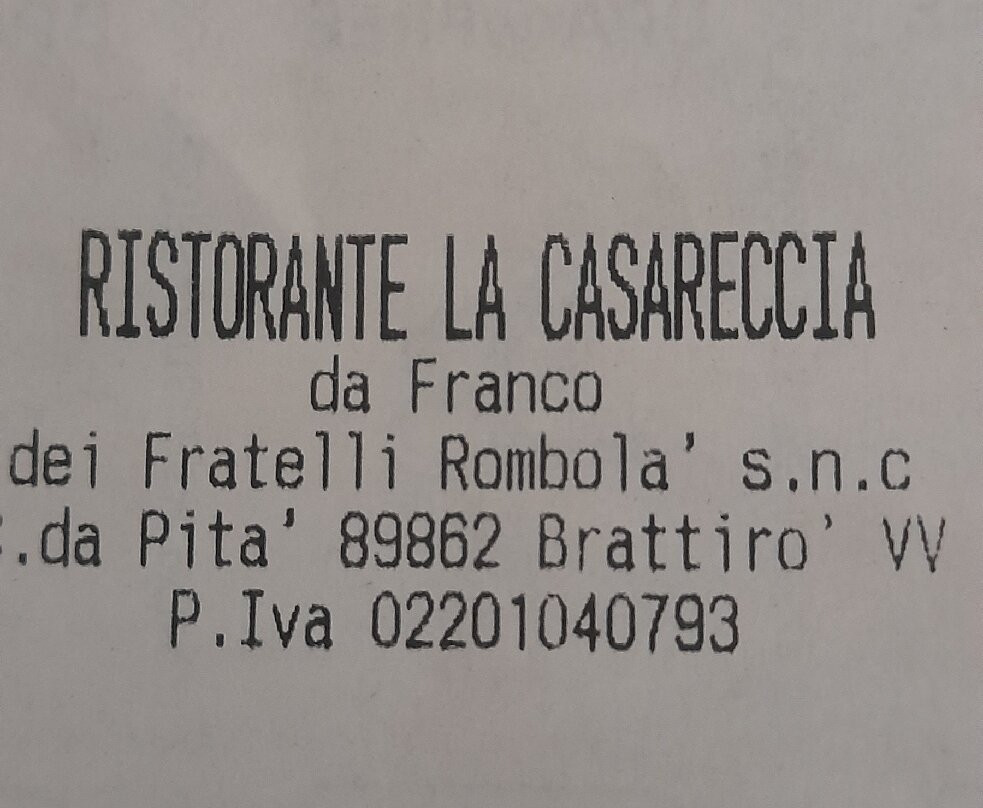 RISTORANTE LA CASARECCIA
da Franco
dei Fratelli Rombola' s.n.c
.da Pita' 89862 Brattiro' VV
P.Iva 02201040793